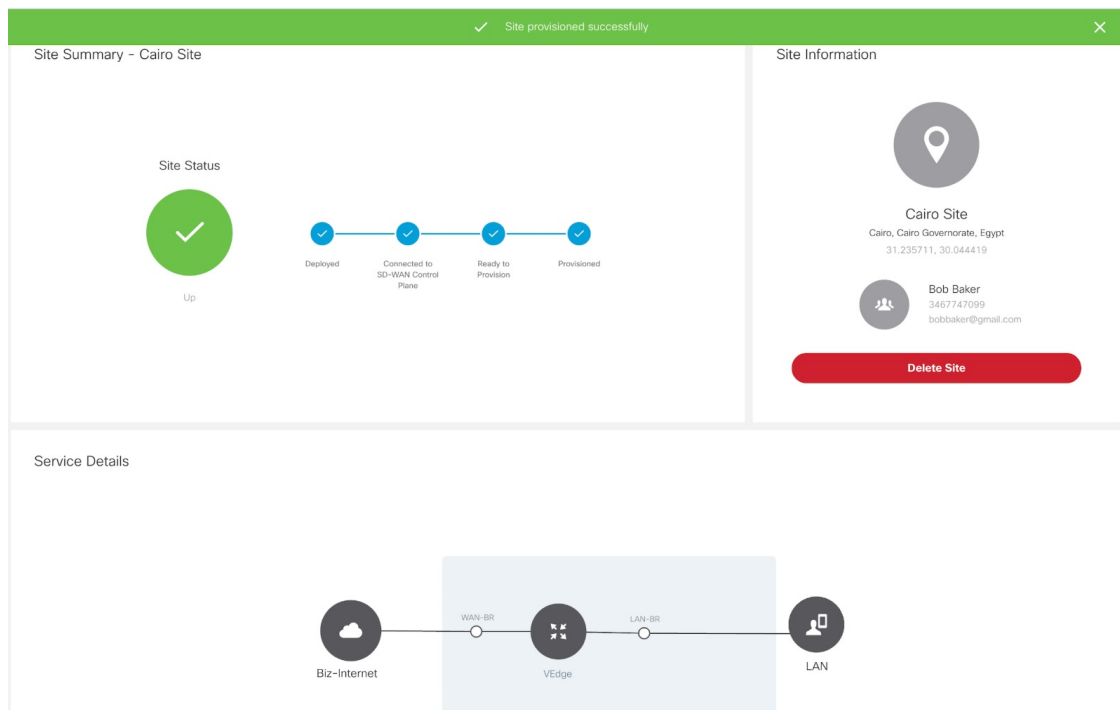 Site provisioned successfully
Site Summary - Cairo Site
Site Status
Up
Deployed
Connected to
SD-WAN Control
Plane
Ready to
Provision
Provisioned
Site Information
Cairo Site
Cairo, Cairo Governorate, Egypt
31.235711, 30.044419
Bob Baker
3467747099
bobbaker@gmail.com
Delete Site
Service Details
Biz-Internet
WAN-BR
VEdge
LAN-BR
LAN